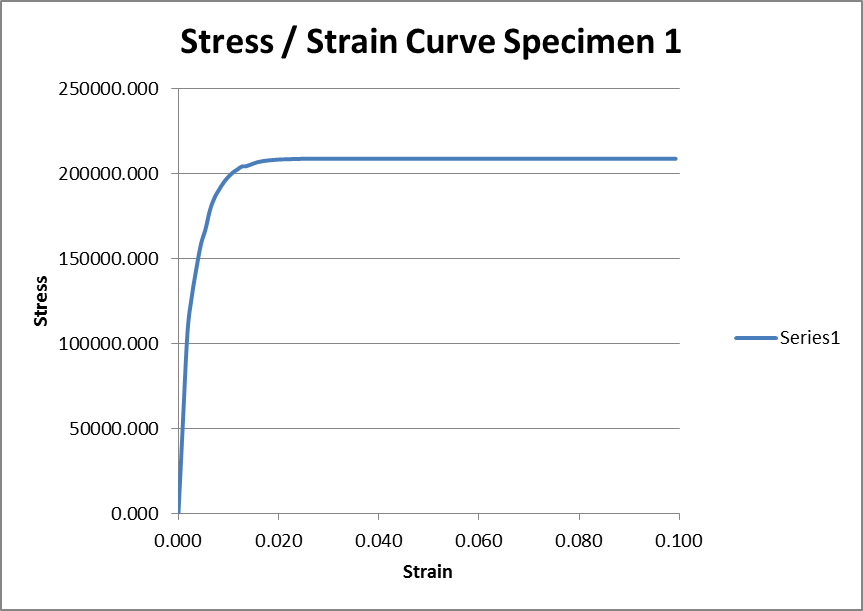 Stress / Strain Curve Specimen 1
250000.000
200000.000
150000.000
100000.000
50000.000
0.000
Stress
Series1
0.000 0.020 0.040 0.060 0.080 0.100
Strain